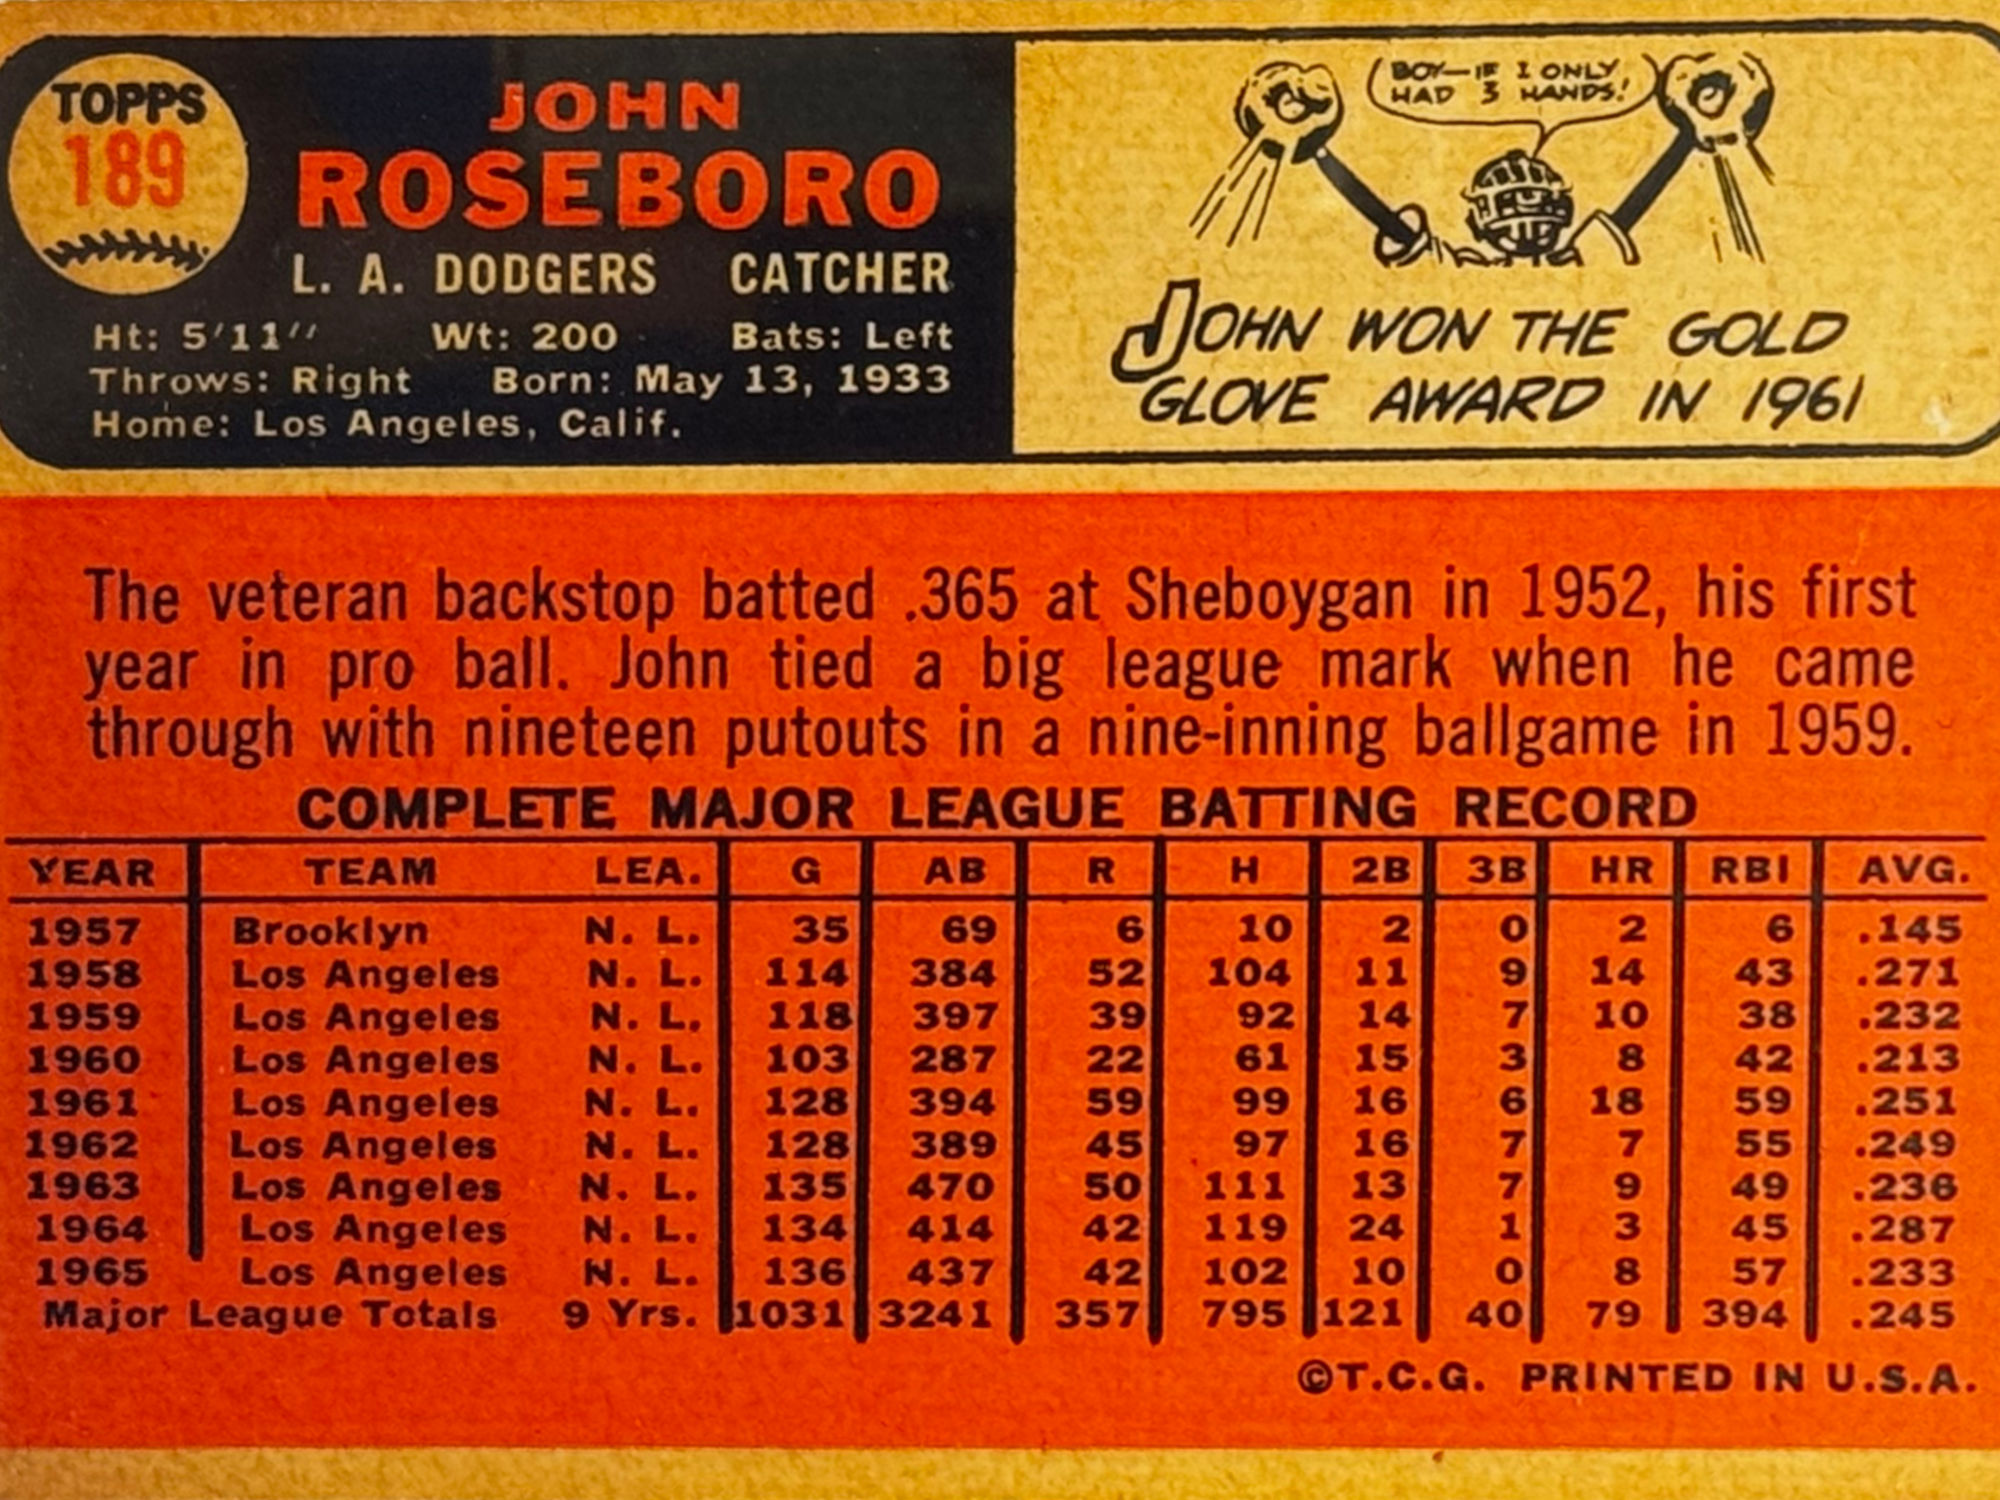 TOPPS
189
JOHN
ROSEBORO
L. A. DODGERS CATCHER
Ht: 5'11" Wt: 200 Bats: Left
Throws: Right Born: May 13, 1933
Home: Los Angeles, Calif.
BOY—IF I ONLY
HAD 3 HANDS!
JOHN WON THE GOLD
GLOVE AWARD IN 1961
The veteran backstop batted .365 at Sheboygan in 1952, his first
year in pro ball. John tied a big league mark when he came
through with nineteen putouts in a nine-inning ballgame in 1959.
COMPLETE MAJOR LEAGUE BATTING RECORD
YEAR TEAM LEA. G AB R H 2B 3B HR RBI AVG.
1957 Brooklyn N. L. 35 69 6 10 2 0 2 6 .145
1958 Los Angeles N. L. 114 384 52 104 11 9 14 43 .271
1959 Los Angeles N. L. 118 397 39 92 14 7 10 38 .232
1960 Los Angeles N. L. 103 287 22 61 15 3 8 42 .213
1961 Los Angeles N. L. 128 394 59 99 16 6 18 59 .251
1962 Los Angeles N. L. 128 389 45 97 16 7 7 55 .249
1963 Los Angeles N. L. 135 470 50 111 13 7 9 49 .236
1964 Los Angeles N. L. 134 414 42 119 24 1 3 45 .287
1965 Los Angeles N. L. 136 437 42 102 10 0 8 57 .233
Major League Totals 9 Yrs. 1031 3241 357 795 121 40 79 394 .245
©T.C.G. PRINTED IN U.S.A.